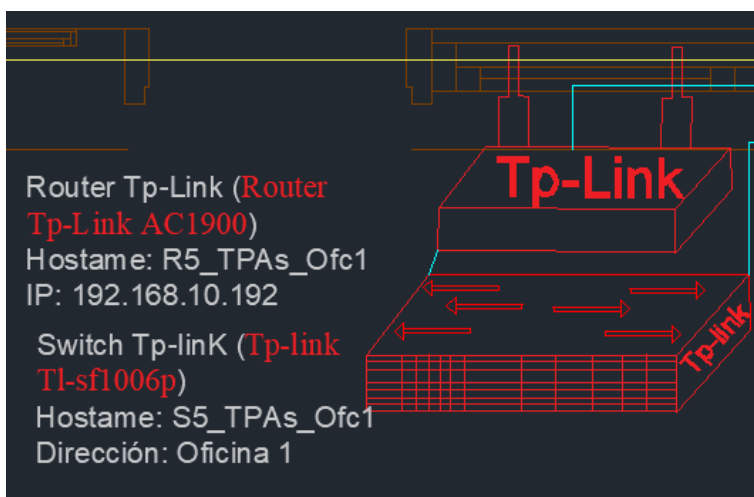 Tp-Link
Router Tp-Link (Router
Tp-Link AC1900)
Hostame: R5_TPAs_Ofc1
IP: 192.168.10.192
Switch Tp-linK (Tp-link
Tl-sf1006p)
Hostame: S5_TPAs_Ofc1
Dirección: Oficina 1
Tp-link